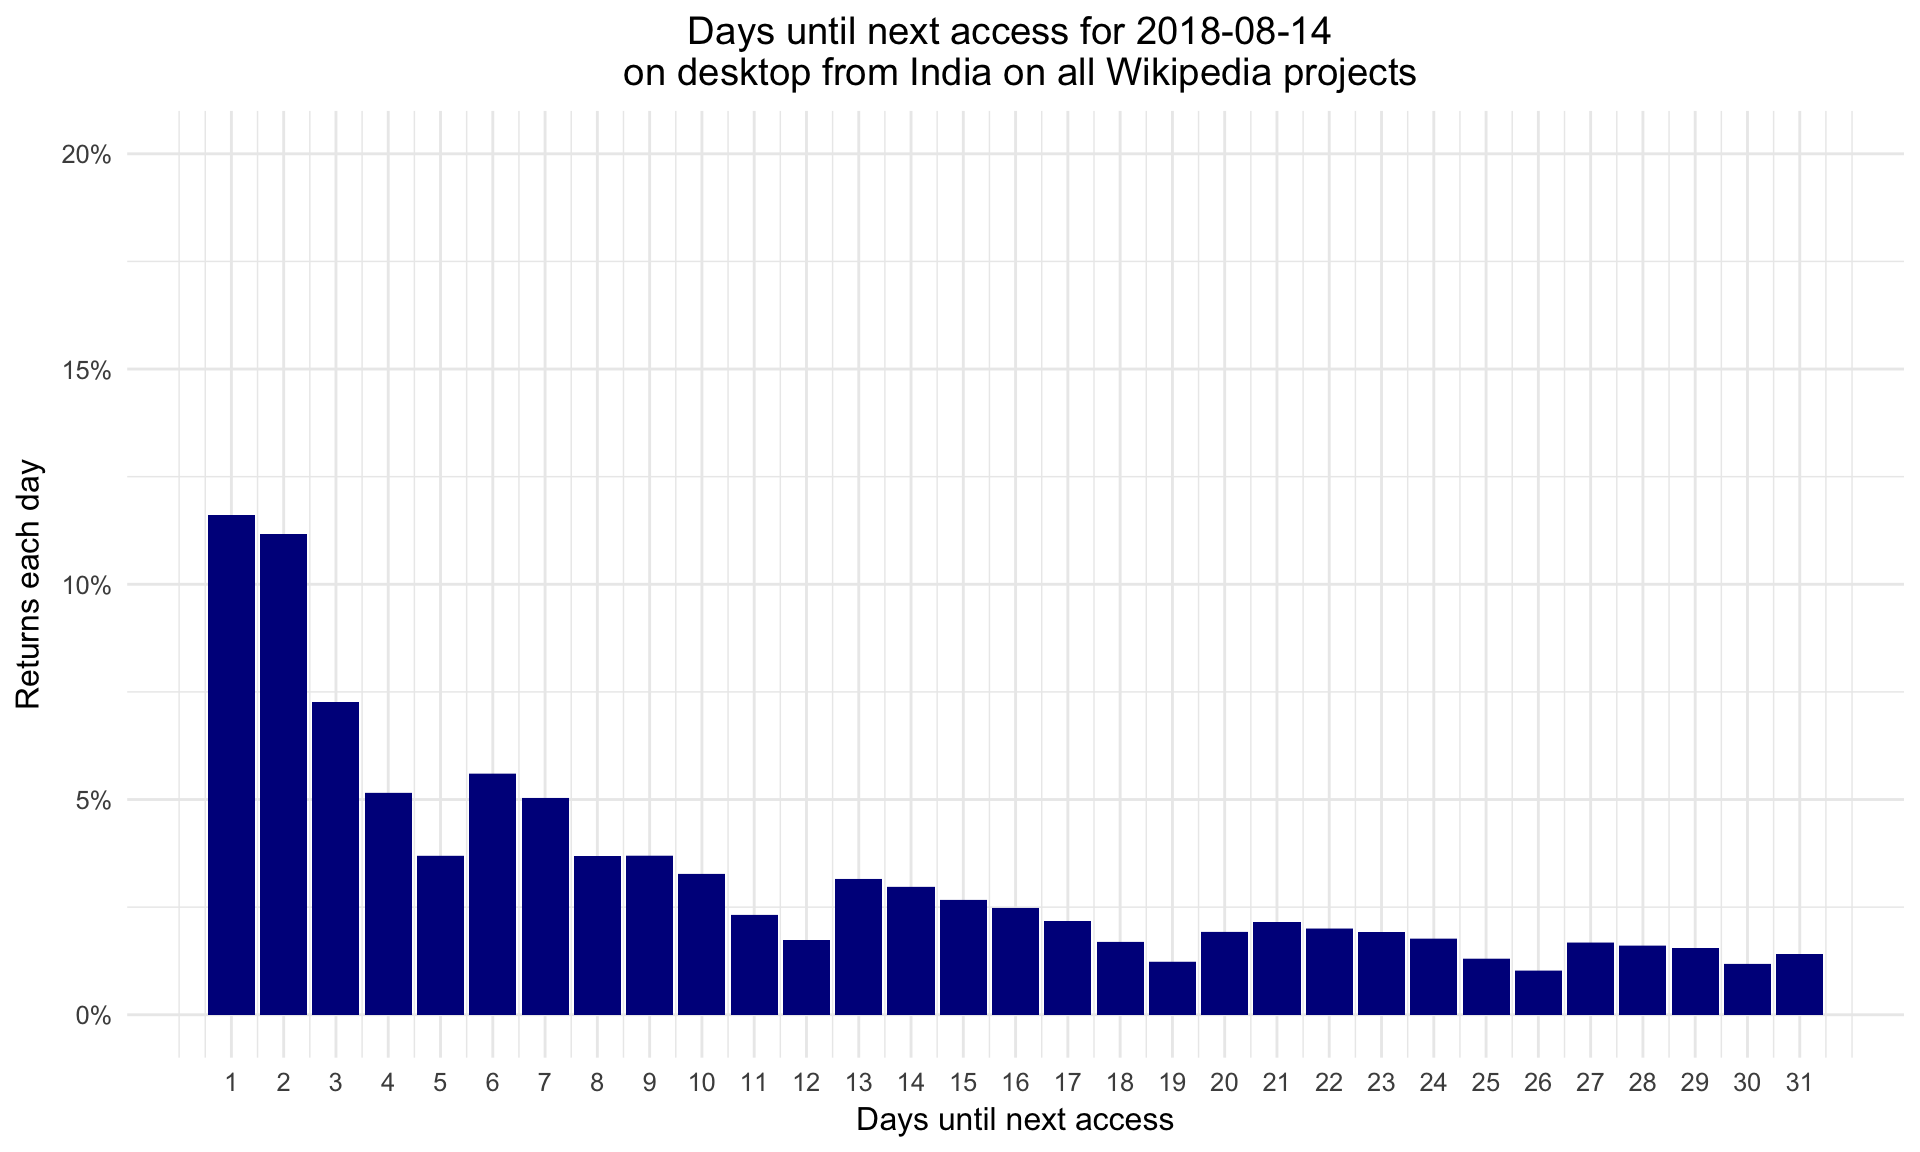 Days until next access for 2018-08-14
on desktop from India on all Wikipedia projects
20%
15%
10%
5%
0%
Returns each day
1 2 3 4 5 6 7 8 9 10 11 12 13 14 15 16 17 18 19 20 21 22 23 24 25 26 27 28 29 30 31
Days until next access